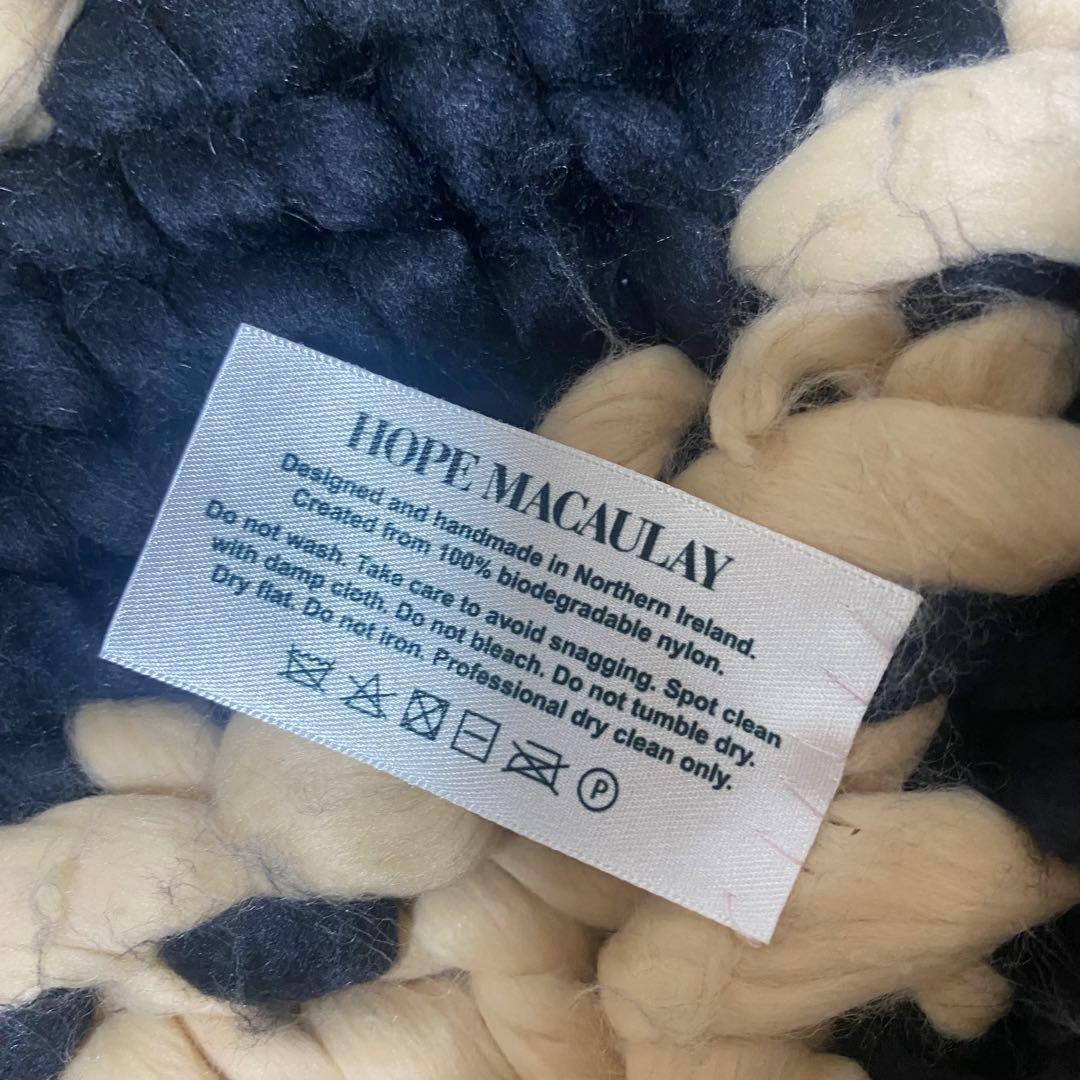 HOPE MACAULAY
Designed and handmade in Northern Ireland.
Created from 100% biodegradable nylon.
Do not wash. Take care to avoid snagging. Spot clean
with damp cloth. Do not bleach. Do not tumble dry.
Dry flat. Do not iron. Professional dry clean only.
P